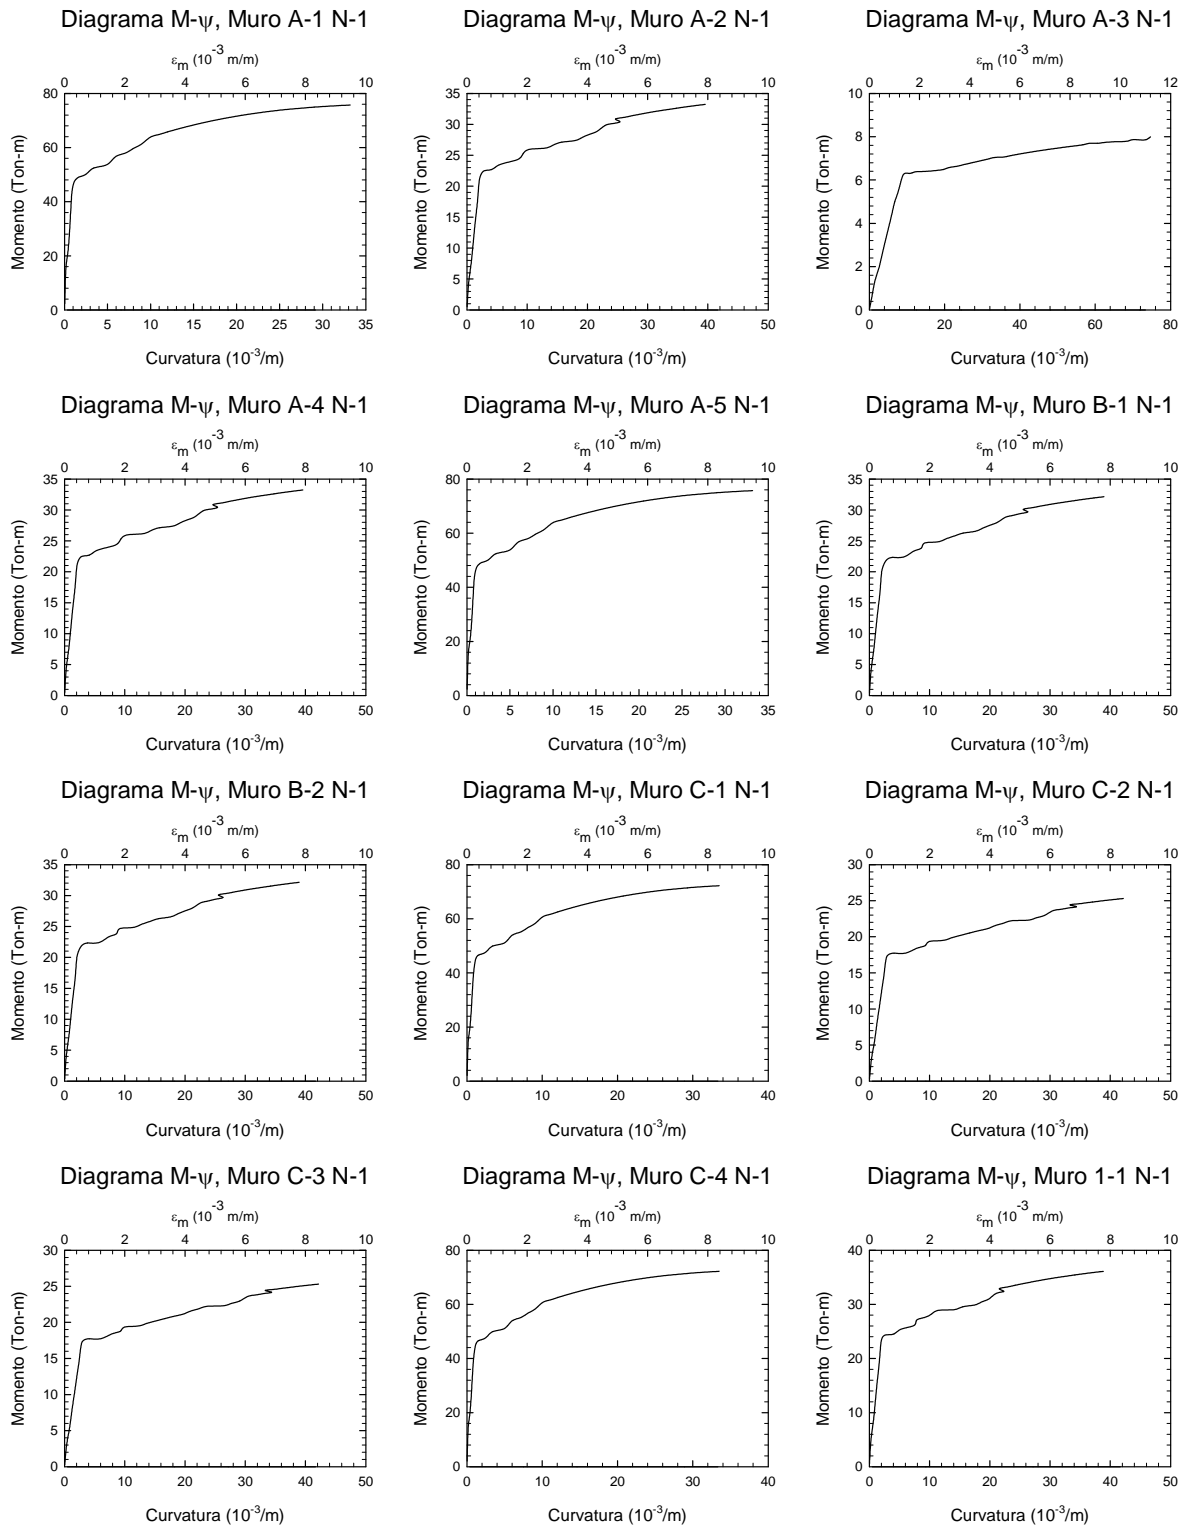 Diagrama M-ψ, Muro A-1 N-1
εm (10-3 m/m)
0 2 4 6 8 10
80
60
40
20
0
Momento (Ton-m)
0 5 10 15 20 25 30 35
Curvatura (10-3/m)
Diagrama M-ψ, Muro A-2 N-1
εm (10-3 m/m)
0 2 4 6 8 10
35
30
25
20
15
10
5
0
Momento (Ton-m)
0 10 20 30 40 50
Curvatura (10-3/m)
Diagrama M-ψ, Muro A-3 N-1
εm (10-3 m/m)
0 2 4 6 8 10 12
10
8
6
4
2
0
Momento (Ton-m)
0 20 40 60 80
Curvatura (10-3/m)
Diagrama M-ψ, Muro A-4 N-1
εm (10-3 m/m)
0 2 4 6 8 10
35
30
25
20
15
10
5
0
Momento (Ton-m)
0 10 20 30 40 50
Curvatura (10-3/m)
Diagrama M-ψ, Muro A-5 N-1
εm (10-3 m/m)
0 2 4 6 8 10
80
60
40
20
0
Momento (Ton-m)
0 5 10 15 20 25 30 35
Curvatura (10-3/m)
Diagrama M-ψ, Muro B-1 N-1
εm (10-3 m/m)
0 2 4 6 8 10
35
30
25
20
15
10
5
0
Momento (Ton-m)
0 10 20 30 40 50
Curvatura (10-3/m)
Diagrama M-ψ, Muro B-2 N-1
εm (10-3 m/m)
0 2 4 6 8 10
35
30
25
20
15
10
5
0
Momento (Ton-m)
0 10 20 30 40 50
Curvatura (10-3/m)
Diagrama M-ψ, Muro C-1 N-1
εm (10-3 m/m)
0 2 4 6 8 10
80
60
40
20
0
Momento (Ton-m)
0 10 20 30 40
Curvatura (10-3/m)
Diagrama M-ψ, Muro C-2 N-1
εm (10-3 m/m)
0 2 4 6 8 10
30
25
20
15
10
5
0
Momento (Ton-m)
0 10 20 30 40 50
Curvatura (10-3/m)
Diagrama M-ψ, Muro C-3 N-1
εm (10-3 m/m)
0 2 4 6 8 10
30
25
20
15
10
5
0
Momento (Ton-m)
0 10 20 30 40 50
Curvatura (10-3/m)
Diagrama M-ψ, Muro C-4 N-1
εm (10-3 m/m)
0 2 4 6 8 10
80
60
40
20
0
Momento (Ton-m)
0 10 20 30 40
Curvatura (10-3/m)
Diagrama M-ψ, Muro 1-1 N-1
εm (10-3 m/m)
0 2 4 6 8 10
40
30
20
10
0
Momento (Ton-m)
0 10 20 30 40 50
Curvatura (10-3/m)